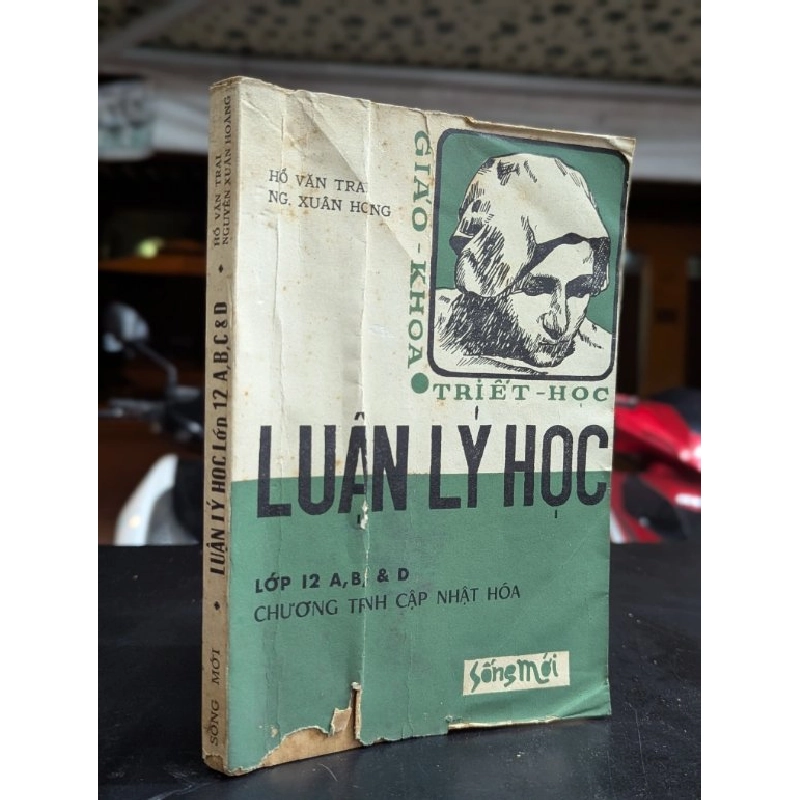 HỒ VĂN TRAI
NG. XUÂN HONG
GIÁO - KHOA
TRIẾT - HỌC
LUẬN LÝ HỌC
LỚP 12 A, B, & D
CHƯƠNG TRNH CẬP NHẬT HÓA
Sống mới
HỒ VĂN TRAI
NGUYỄN XUÂN HOÀNG
LUẬN LÝ HỌC Lớp 12 A, B, C & D
SỐNG MỚI